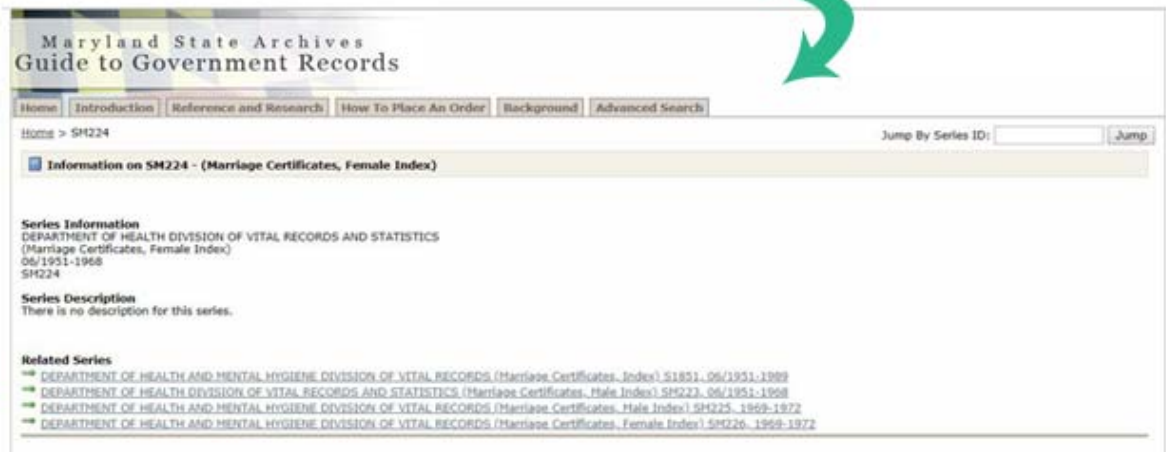 Maryland State Archives
Guide to Government Records
Home Introduction Reference and Research How To Place An Order Background Advanced Search
Home > SM224 Jump By Series ID: Jump
Information on SM224 - (Marriage Certificates, Female Index)
Series Information
DEPARTMENT OF HEALTH DIVISION OF VITAL RECORDS AND STATISTICS
(Marriage Certificates, Female Index)
06/1951-1968
SM224
Series Description
There is no description for this series.
Related Series
DEPARTMENT OF HEALTH AND MENTAL HYGIENE DIVISION OF VITAL RECORDS (Marriage Certificates, Index) S1851, 06/1951-1989
DEPARTMENT OF HEALTH DIVISION OF VITAL RECORDS AND STATISTICS (Marriage Certificates, Male Index) SM223, 06/1951-1968
DEPARTMENT OF HEALTH AND MENTAL HYGIENE DIVISION OF VITAL RECORDS (Marriage Certificates, Male Index) SM225, 1969-1972
DEPARTMENT OF HEALTH AND MENTAL HYGIENE DIVISION OF VITAL RECORDS (Marriage Certificates, Female Index) SM226, 1969-1972